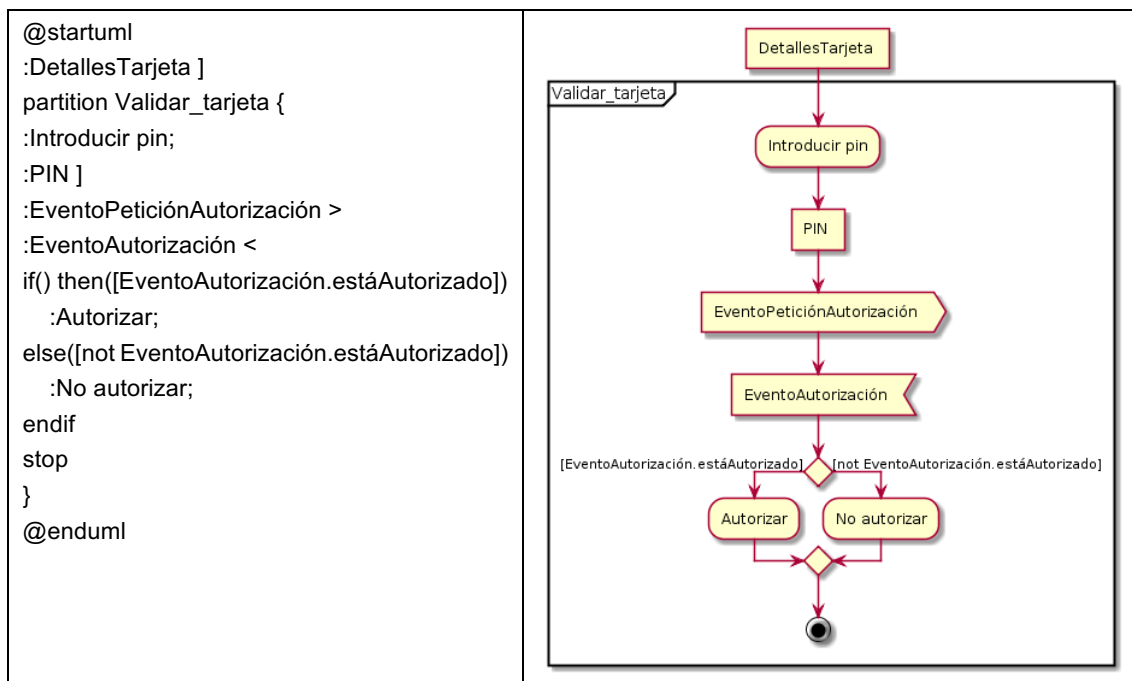 @startuml
:DetallesTarjeta ]
partition Validar_tarjeta {
:Introducir pin;
:PIN ]
:EventoPeticiónAutorización >
:EventoAutorización <
if() then([EventoAutorización.estáAutorizado])
:Autorizar;
else([not EventoAutorización.estáAutorizado])
:No autorizar;
endif
stop
}
@enduml
DetallesTarjeta
Validar_tarjeta
Introducir pin
PIN
EventoPeticiónAutorización
EventoAutorización
[EventoAutorización.estáAutorizado] [not EventoAutorización.estáAutorizado]
Autorizar No autorizar